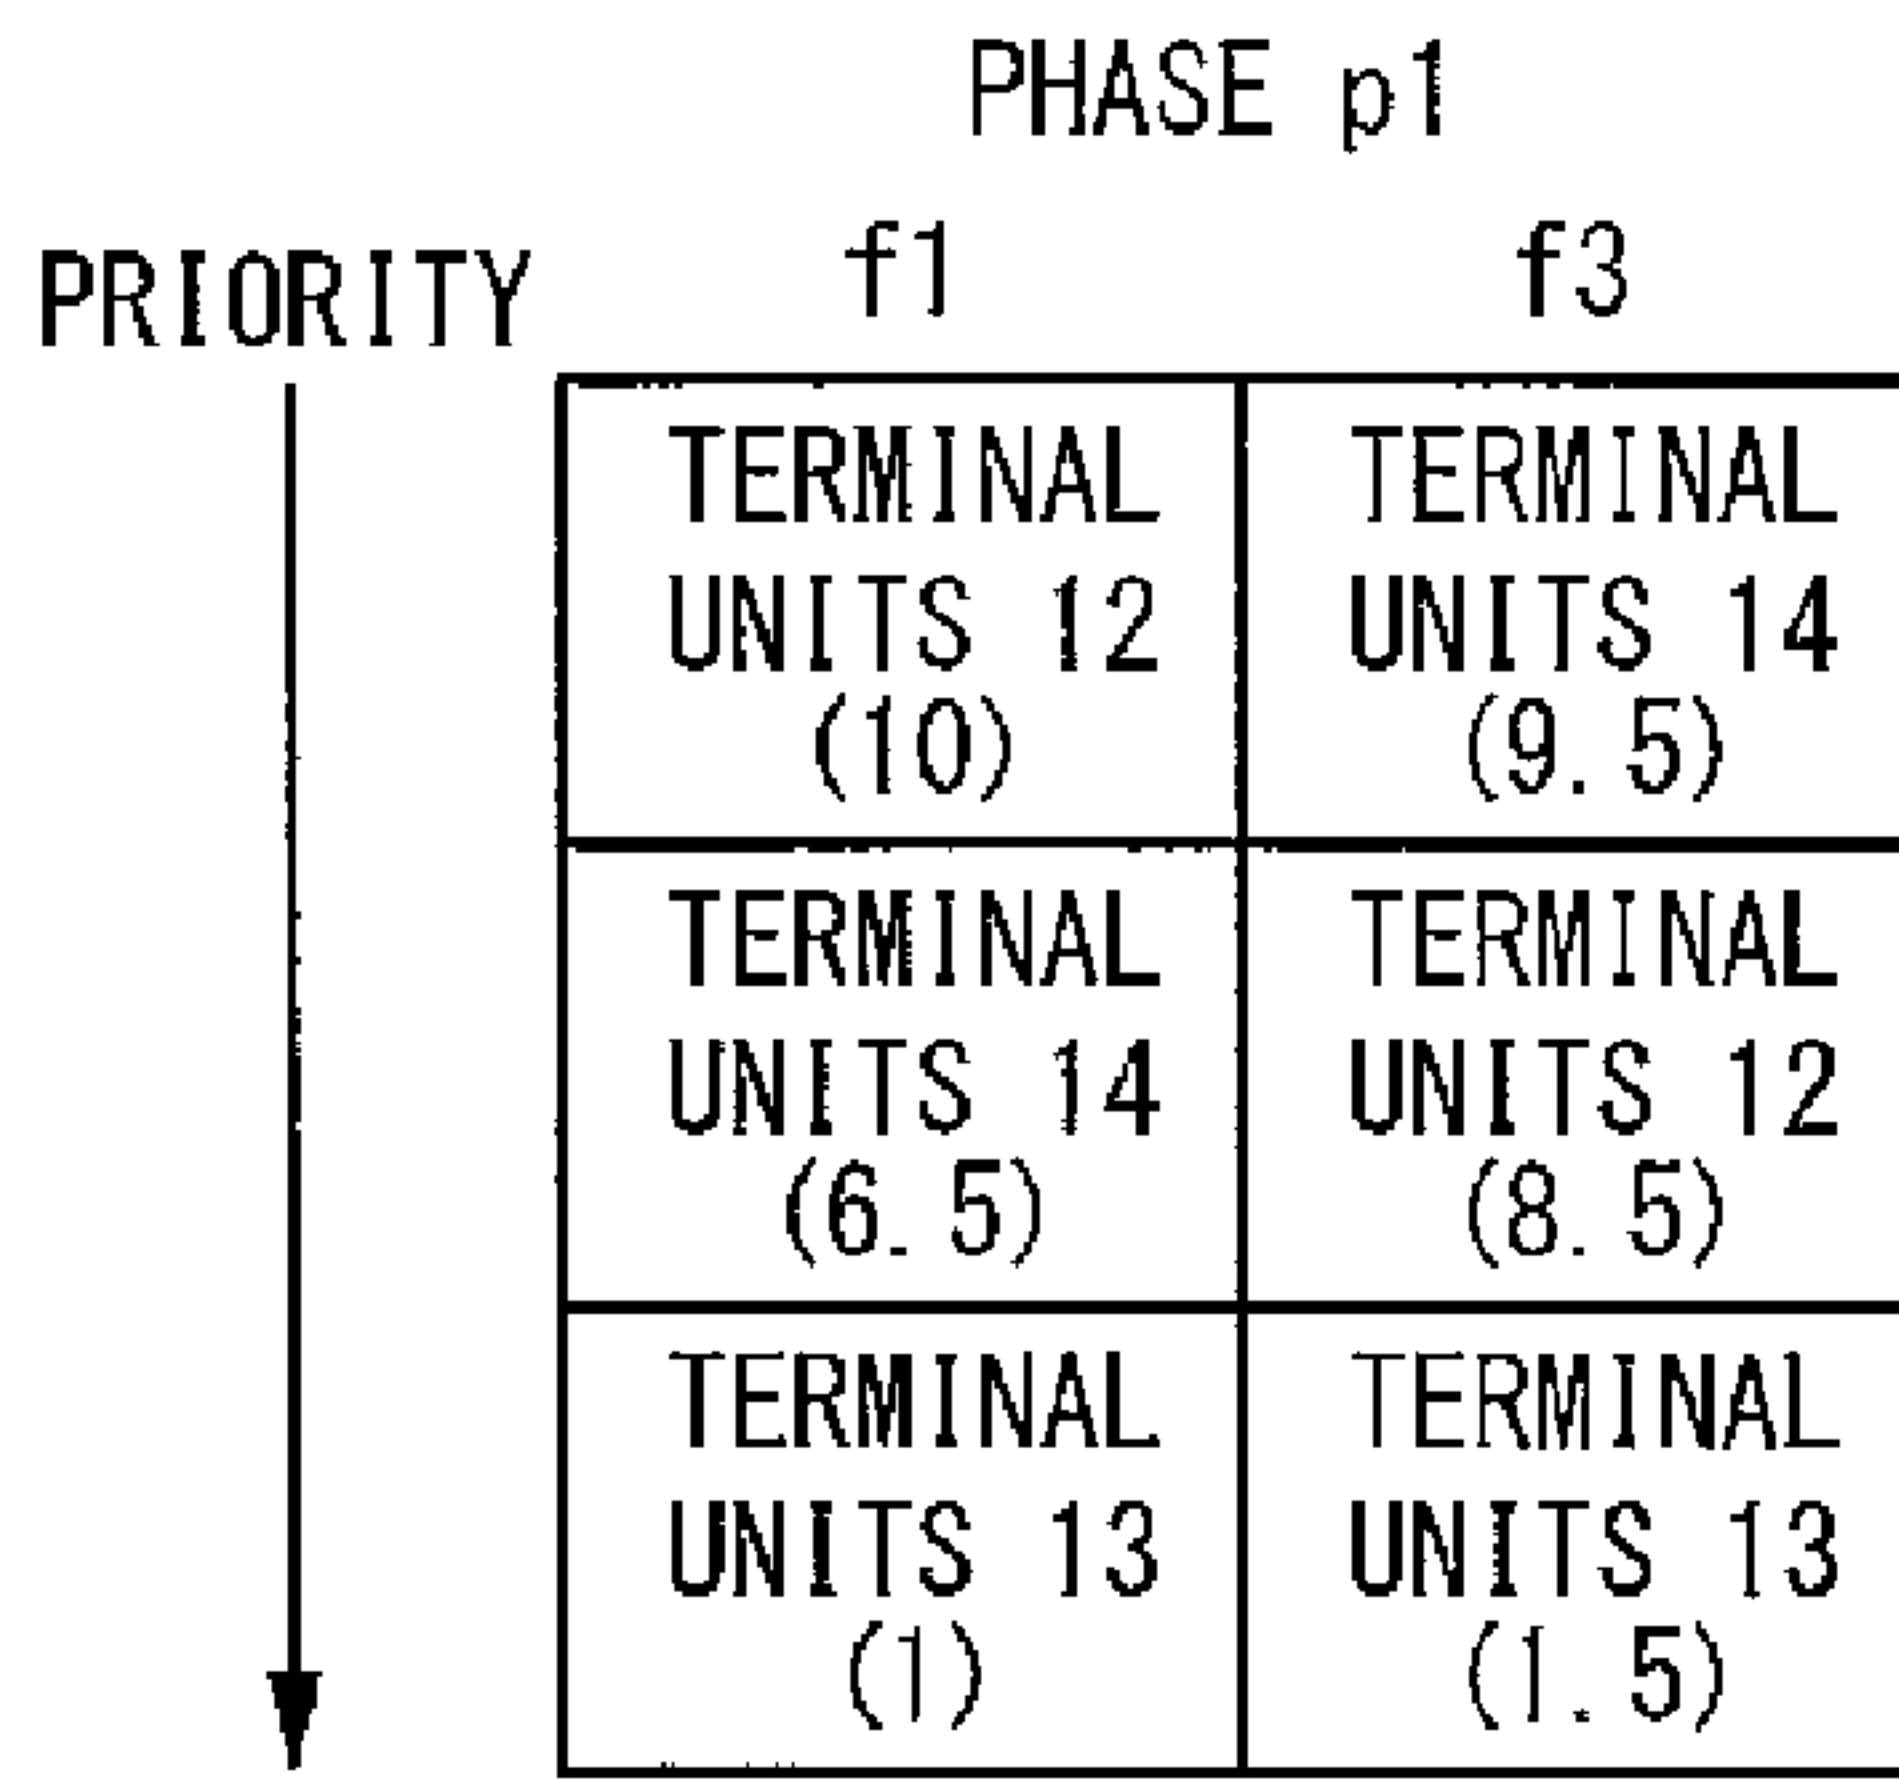 PHASE p1
PRIORITY f1 f3
TERMINAL TERMINAL
UNITS 12 UNITS 14
(10) (9.5)
TERMINAL TERMINAL
UNITS 14 UNITS 12
(6.5) (8.5)
TERMINAL TERMINAL
UNITS 13 UNITS 13
(1) (1.5)